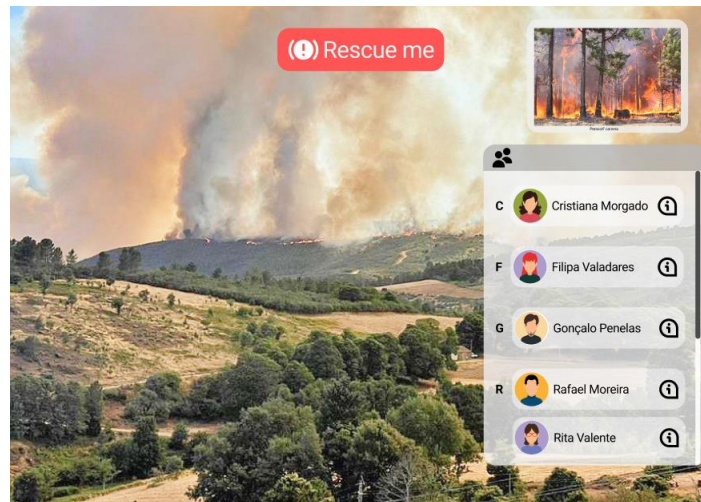 Rescue me
C Cristiana Morgado
F Filipa Valadares
G Gonçalo Penelas
R Rafael Moreira
Rita Valente